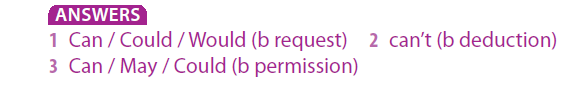 ANSWERS
1 Can / Could / Would (b request) 2 can't (b deduction)
3 Can / May / Could (b permission)